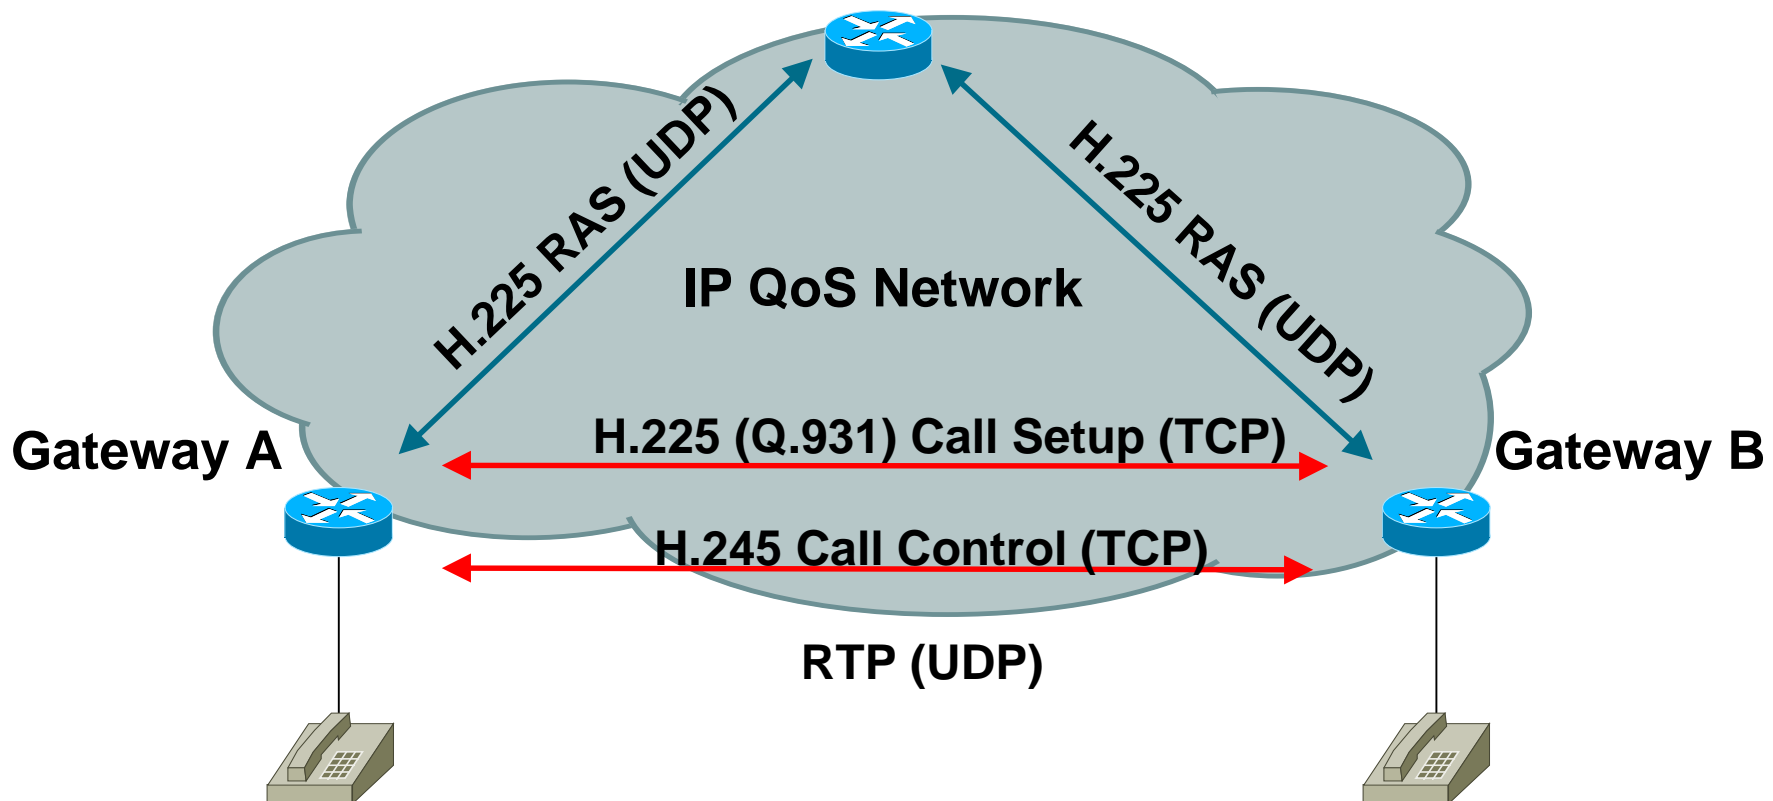 H.225 RAS (UDP)
H.225 RAS (UDP)
IP QoS Network
H.225 (Q.931) Call Setup (TCP)
Gateway A
Gateway B
H.245 Call Control (TCP)
RTP (UDP)